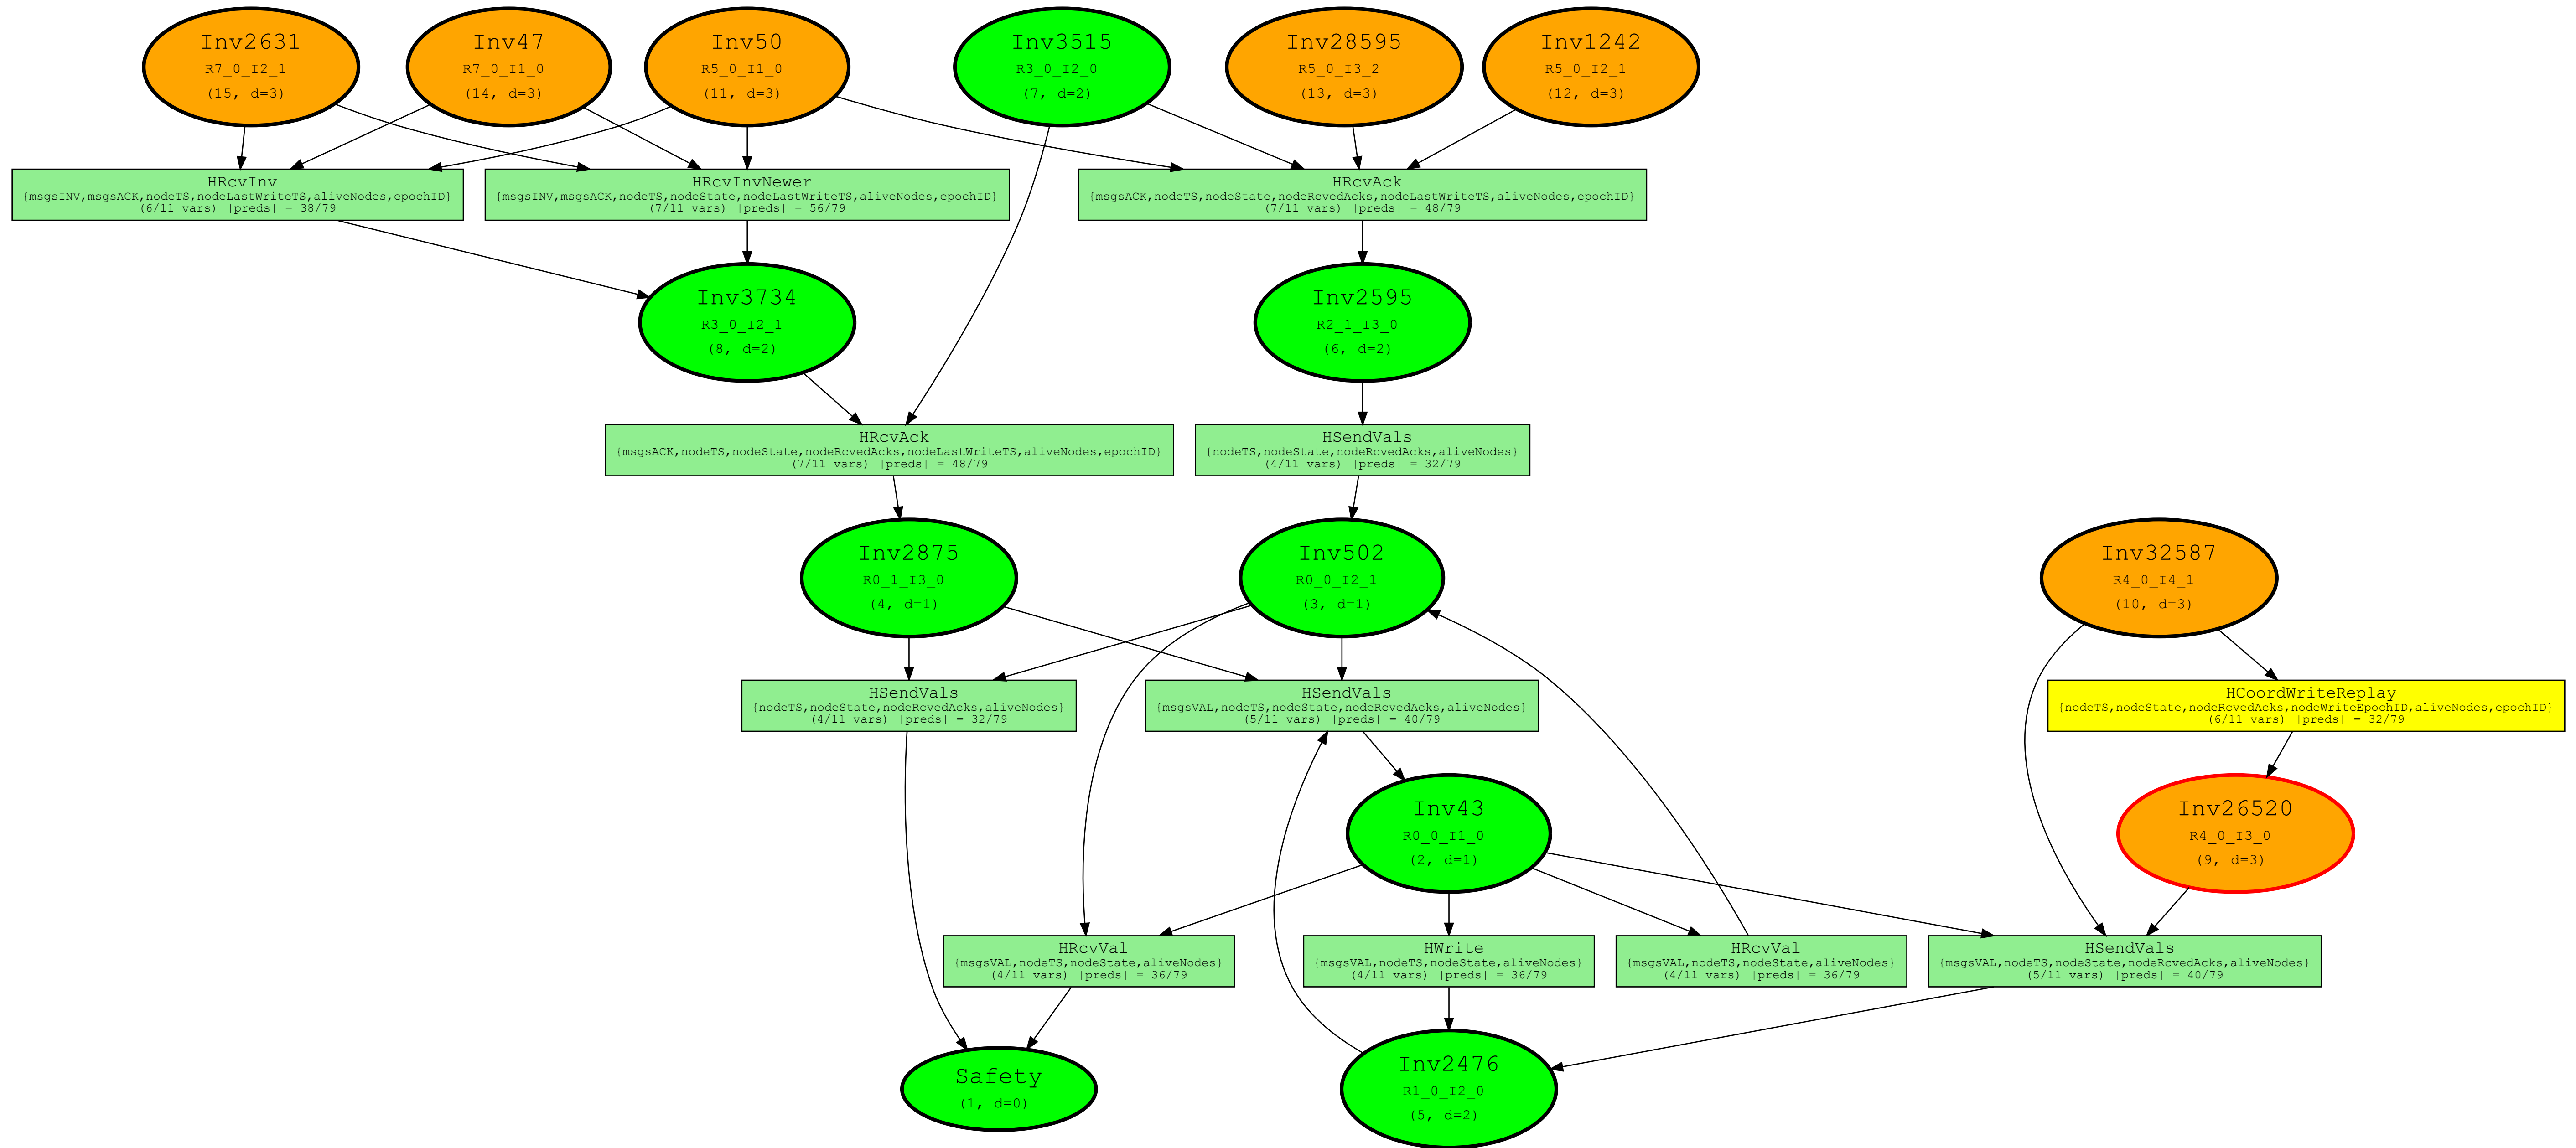 Inv2631
R7_0_I2_1
(15, d=3)
Inv47
R7_0_I1_0
(14, d=3)
Inv50
R5_0_I1_0
(11, d=3)
Inv3515
R3_0_I2_0
(7, d=2)
Inv28595
R5_0_I3_2
(13, d=3)
Inv1242
R5_0_I2_1
(12, d=3)
HRcvInv
{msgsINV,msgsACK,nodeTS,nodeLastWriteTS,aliveNodes,epochID}
(6/11 vars) |preds| = 38/79
HRcvInvNewer
{msgsINV,msgsACK,nodeTS,nodeState,nodeLastWriteTS,aliveNodes,epochID}
(7/11 vars) |preds| = 56/79
HRcvAck
{msgsACK,nodeTS,nodeState,nodeRcvedAcks,nodeLastWriteTS,aliveNodes,epochID}
(7/11 vars) |preds| = 48/79
Inv3734
R3_0_I2_1
(8, d=2)
Inv2595
R2_1_I3_0
(6, d=2)
HRcvAck
{msgsACK,nodeTS,nodeState,nodeRcvedAcks,nodeLastWriteTS,aliveNodes,epochID}
(7/11 vars) |preds| = 48/79
HSendVals
{nodeTS,nodeState,nodeRcvedAcks,aliveNodes}
(4/11 vars) |preds| = 32/79
Inv2875
R0_1_I3_0
(4, d=1)
Inv502
R0_0_I2_1
(3, d=1)
Inv32587
R4_0_I4_1
(10, d=3)
HSendVals
{nodeTS,nodeState,nodeRcvedAcks,aliveNodes}
(4/11 vars) |preds| = 32/79
HSendVals
{msgsVAL,nodeTS,nodeState,nodeRcvedAcks,aliveNodes}
(5/11 vars) |preds| = 40/79
HCoordWriteReplay
{nodeTS,nodeState,nodeRcvedAcks,nodeWriteEpochID,aliveNodes,epochID}
(6/11 vars) |preds| = 32/79
Inv43
R0_0_I1_0
(2, d=1)
Inv26520
R4_0_I3_0
(9, d=3)
HRcvVal
{msgsVAL,nodeTS,nodeState,aliveNodes}
(4/11 vars) |preds| = 36/79
HWrite
{msgsVAL,nodeTS,nodeState,aliveNodes}
(4/11 vars) |preds| = 36/79
HRcvVal
{msgsVAL,nodeTS,nodeState,aliveNodes}
(4/11 vars) |preds| = 36/79
HSendVals
{msgsVAL,nodeTS,nodeState,nodeRcvedAcks,aliveNodes}
(5/11 vars) |preds| = 40/79
Safety
(1, d=0)
Inv2476
R1_0_I2_0
(5, d=2)